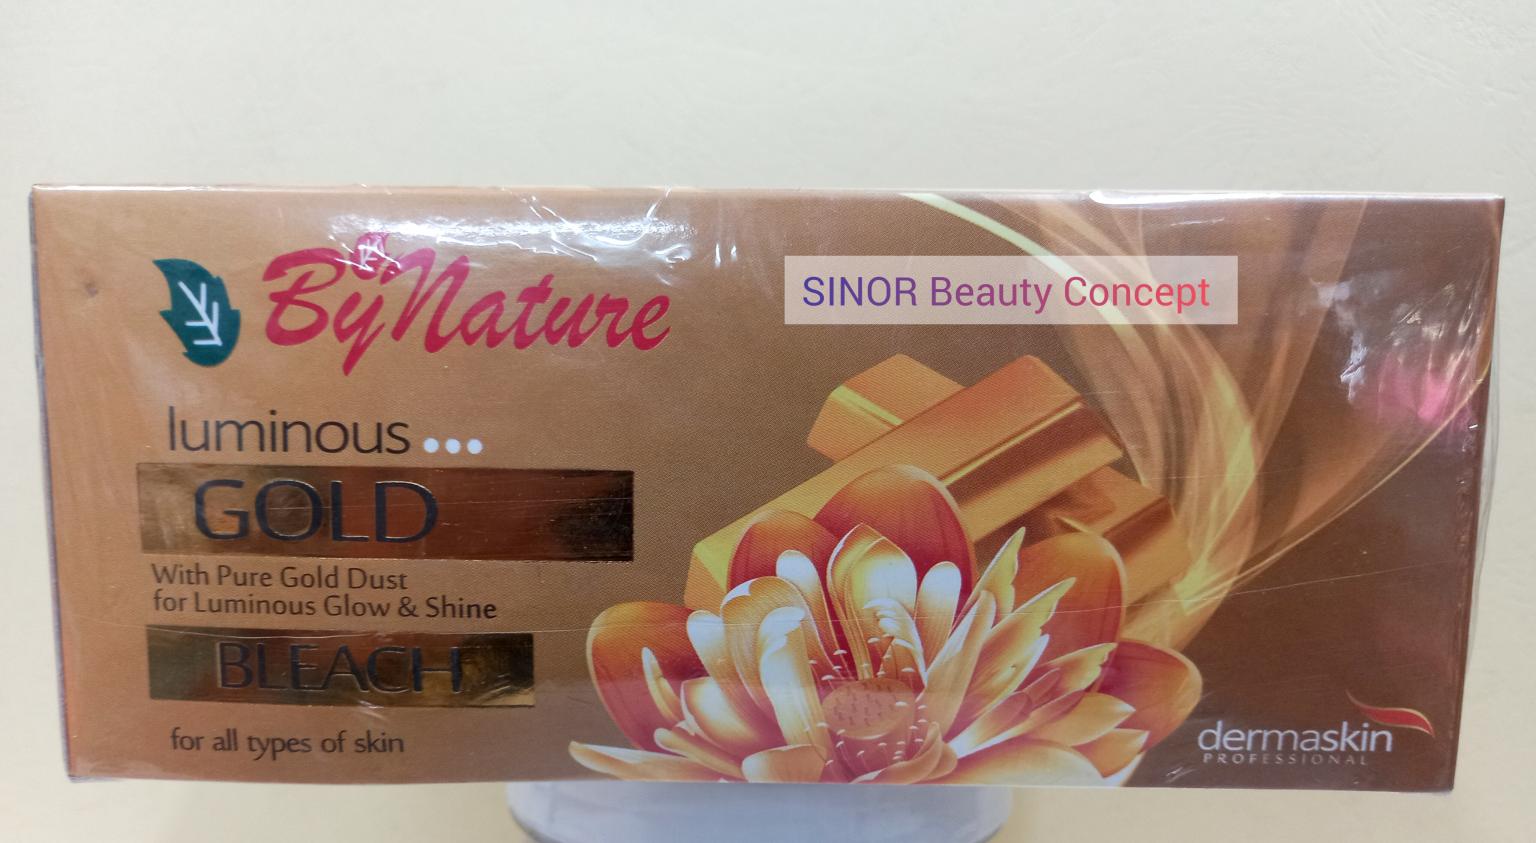 ByNature
SINOR Beauty Concept
luminous...
GOLD
With Pure Gold Dust
for Luminous Glow & Shine
BLEACH
for all types of skin
dermaskin
PROFESSIONAL